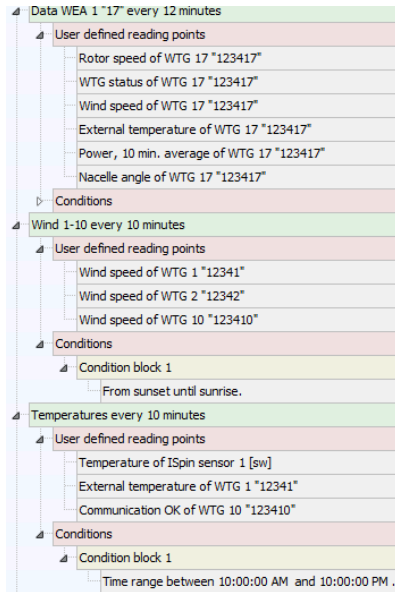 Data WEA 1 "17" every 12 minutes
User defined reading points
Rotor speed of WTG 17 "123417"
WTG status of WTG 17 "123417"
Wind speed of WTG 17 "123417"
External temperature of WTG 17 "123417"
Power, 10 min. average of WTG 17 "123417"
Nacelle angle of WTG 17 "123417"
Conditions
Wind 1-10 every 10 minutes
User defined reading points
Wind speed of WTG 1 "12341"
Wind speed of WTG 2 "12342"
Wind speed of WTG 10 "123410"
Conditions
Condition block 1
From sunset until sunrise.
Temperatures every 10 minutes
User defined reading points
Temperature of ISpin sensor 1 [sw]
External temperature of WTG 1 "12341"
Communication OK of WTG 10 "123410"
Conditions
Condition block 1
Time range between 10:00:00 AM and 10:00:00 PM .